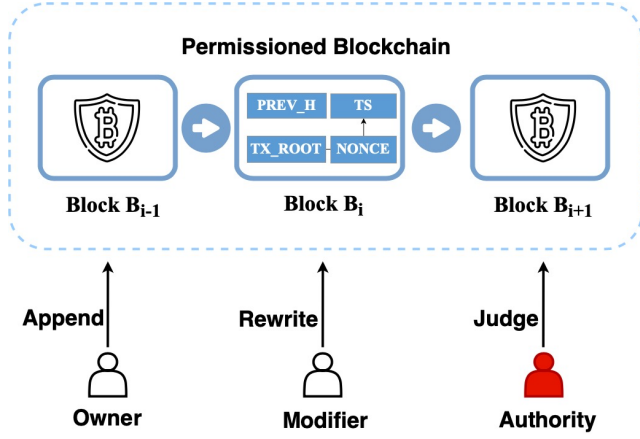 Permissioned Blockchain
PREV_H TS
TX_ROOT NONCE
Block B_{i-1} Block B_i Block B_{i+1}
Append Rewrite Judge
Owner Modifier Authority